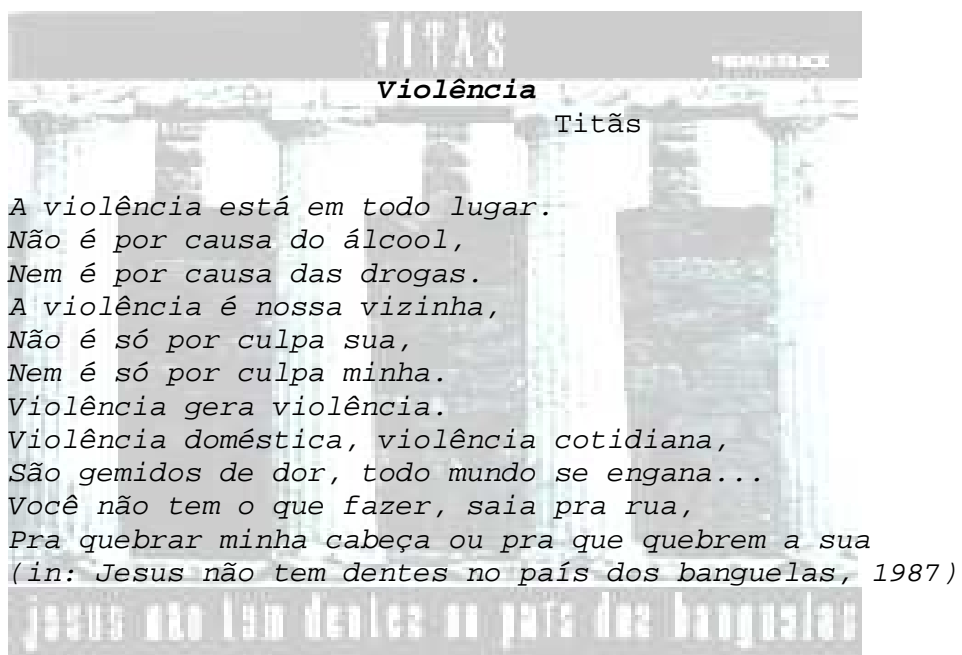 TITÃS
Violência
Titãs
A violência está em todo lugar.
Não é por causa do álcool,
Nem é por causa das drogas.
A violência é nossa vizinha,
Não é só por culpa sua,
Nem é só por culpa minha.
Violência gera violência.
Violência doméstica, violência cotidiana,
São gemidos de dor, todo mundo se engana...
Você não tem o que fazer, saia pra rua,
Pra quebrar minha cabeça ou pra que quebrem a sua
(in: Jesus não tem dentes no país dos banguelas, 1987)
jesus não tem dentes no país dos banguelas